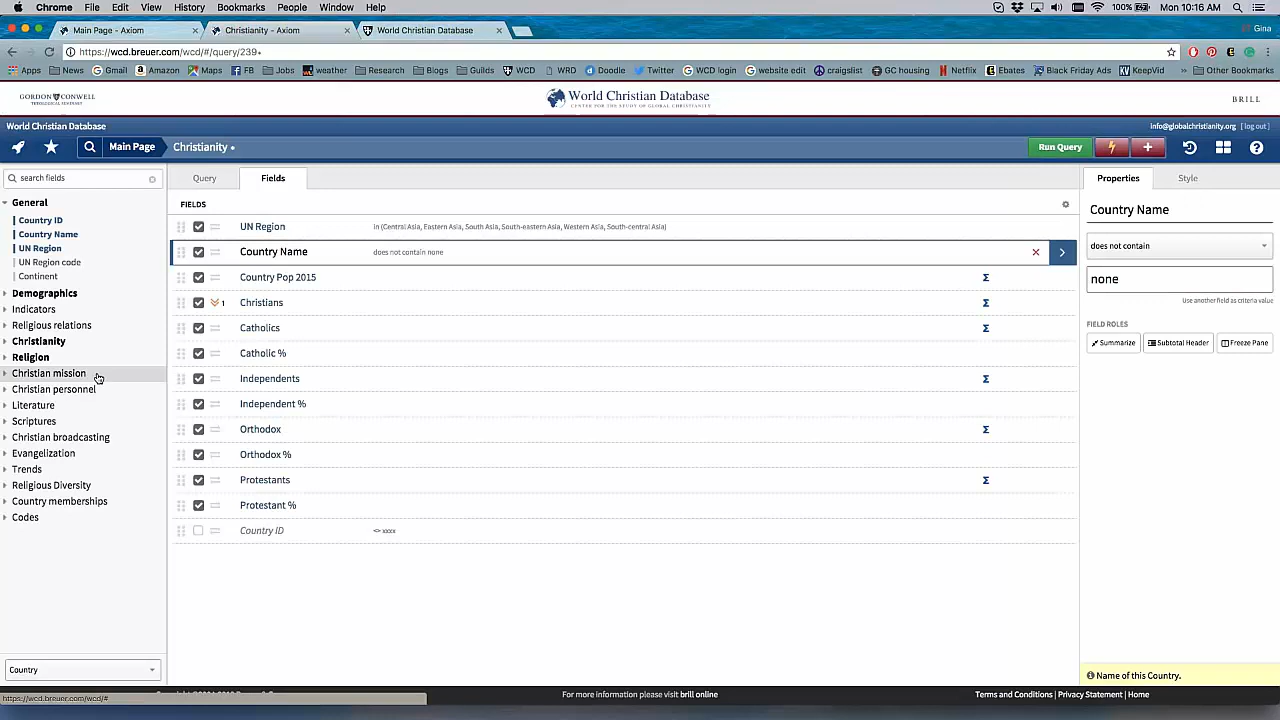 Chrome File Edit View History Bookmarks People Window Help 100% Mon 10:16 AM
Main Page - Axiom × Christianity - Axiom × World Christian Database × Gina
https://wcd.breuer.com/wcd/#/query/239*
Apps News Gmail Amazon Maps FB Jobs weather Research Blogs Guilds WCD WRD Doodle Twitter WCD login website edit craigslist GC housing Netflix Ebates Black Friday Ads KeepVid » Other Bookmarks
GORDON-CONWELL
THEOLOGICAL SEMINARY
World Christian Database
CENTER FOR THE STUDY OF GLOBAL CHRISTIANITY
BRILL
World Christian Database info@globalchristianity.org [ log out ]
Main Page Christianity • Run Query
search fields
General
Country ID
Country Name
UN Region
UN Region code
Continent
Demographics
Indicators
Religious relations
Christianity
Religion
Christian mission
Christian personnel
Literature
Scriptures
Christian broadcasting
Evangelization
Trends
Religious Diversity
Country memberships
Codes
Country
https://wcd.breuer.com/wcd/#
Query Fields
FIELDS
UN Region In (Central Asia, Eastern Asia, South Asia, South-eastern Asia, Western Asia, South-central Asia)
Country Name does not contain none
Country Pop 2015 Σ
1 Christians Σ
Catholics Σ
Catholic %
Independents Σ
Independent %
Orthodox Σ
Orthodox %
Protestants Σ
Protestant %
Country ID <> xxxx
Properties Style
Country Name
does not contain
none
Use another field as criteria value
FIELD ROLES
Summarize Subtotal Header Freeze Pane
Name of this Country.
For more information please visit brill online
Terms and Conditions | Privacy Statement | Home